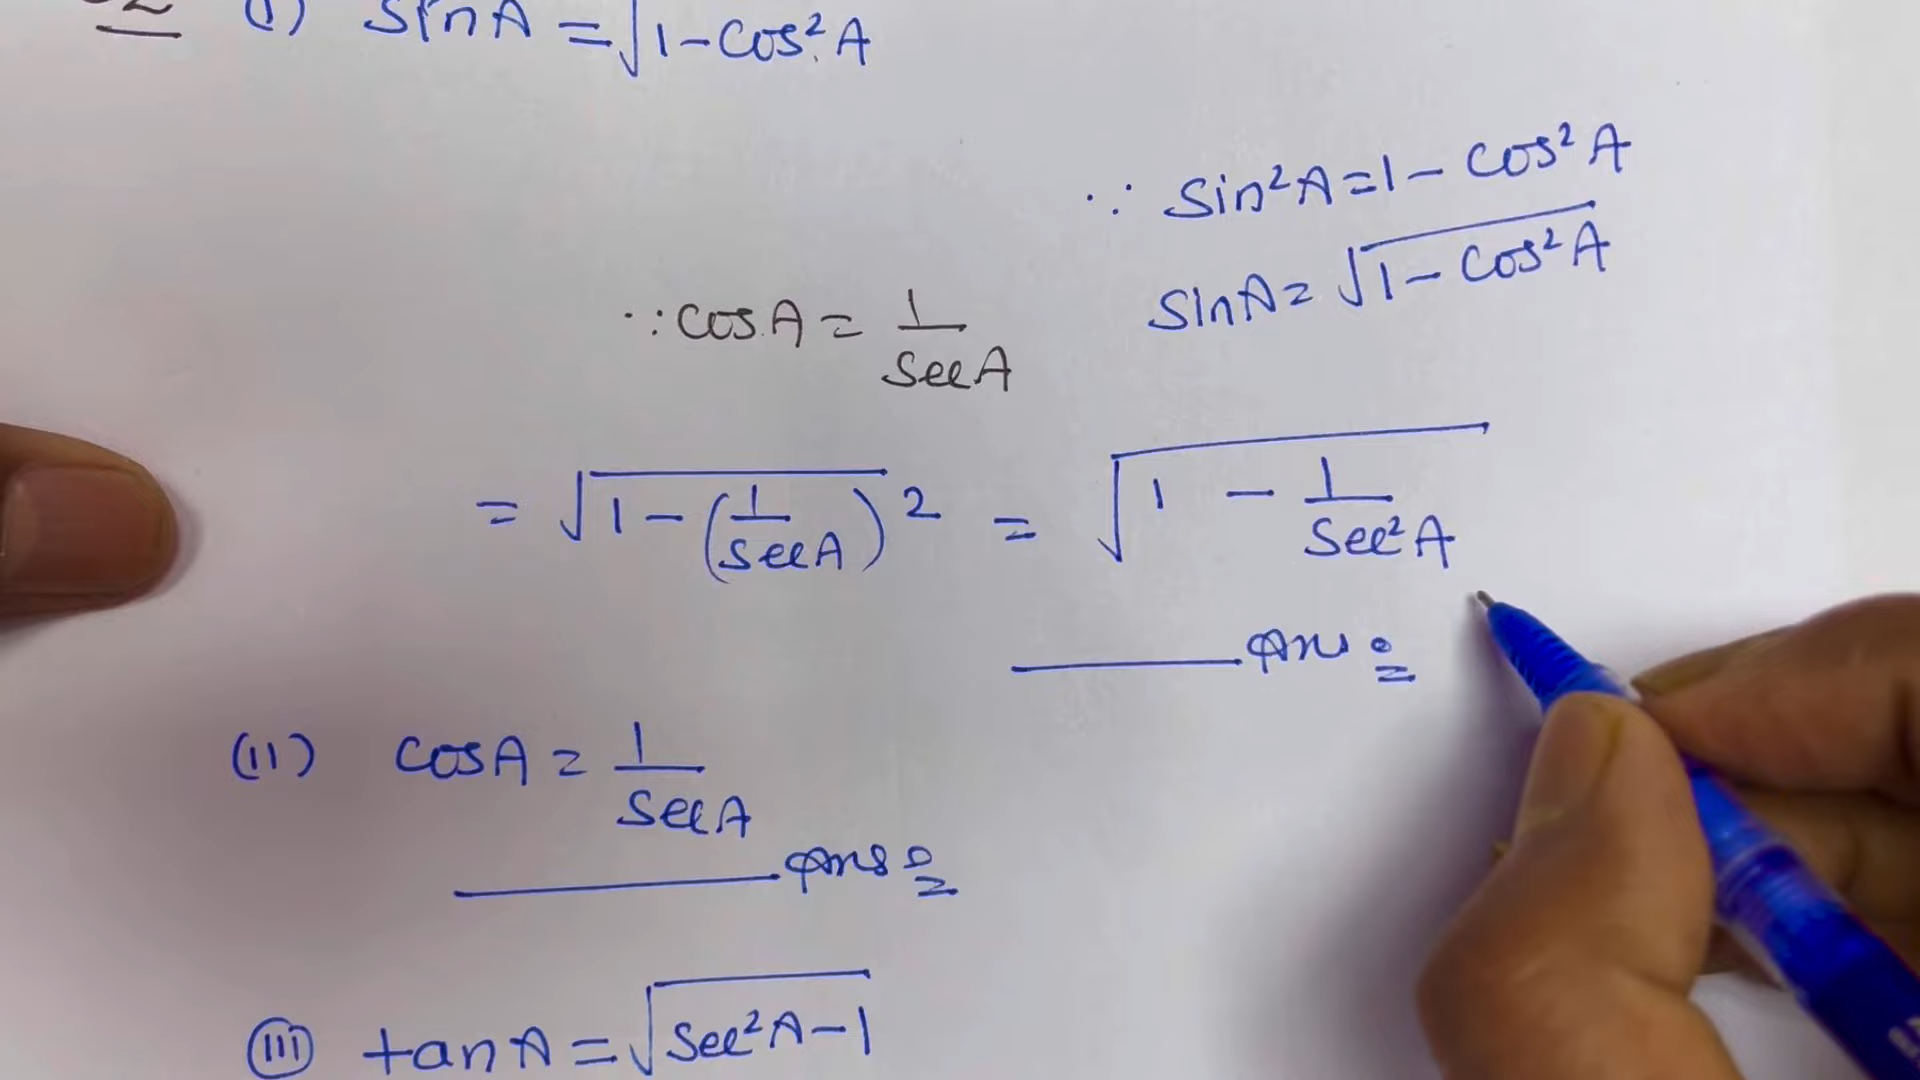 (i) sinA = √1-cos²A
∵ sin²A = 1 - cos²A
sinA = √1 - cos²A
∵ cosA = 1/secA
= √1 - (1/secA)² = √1 - 1/sec²A
Ans
(ii) cosA = 1/secA
Ans
(iii) tanA = √sec²A-1